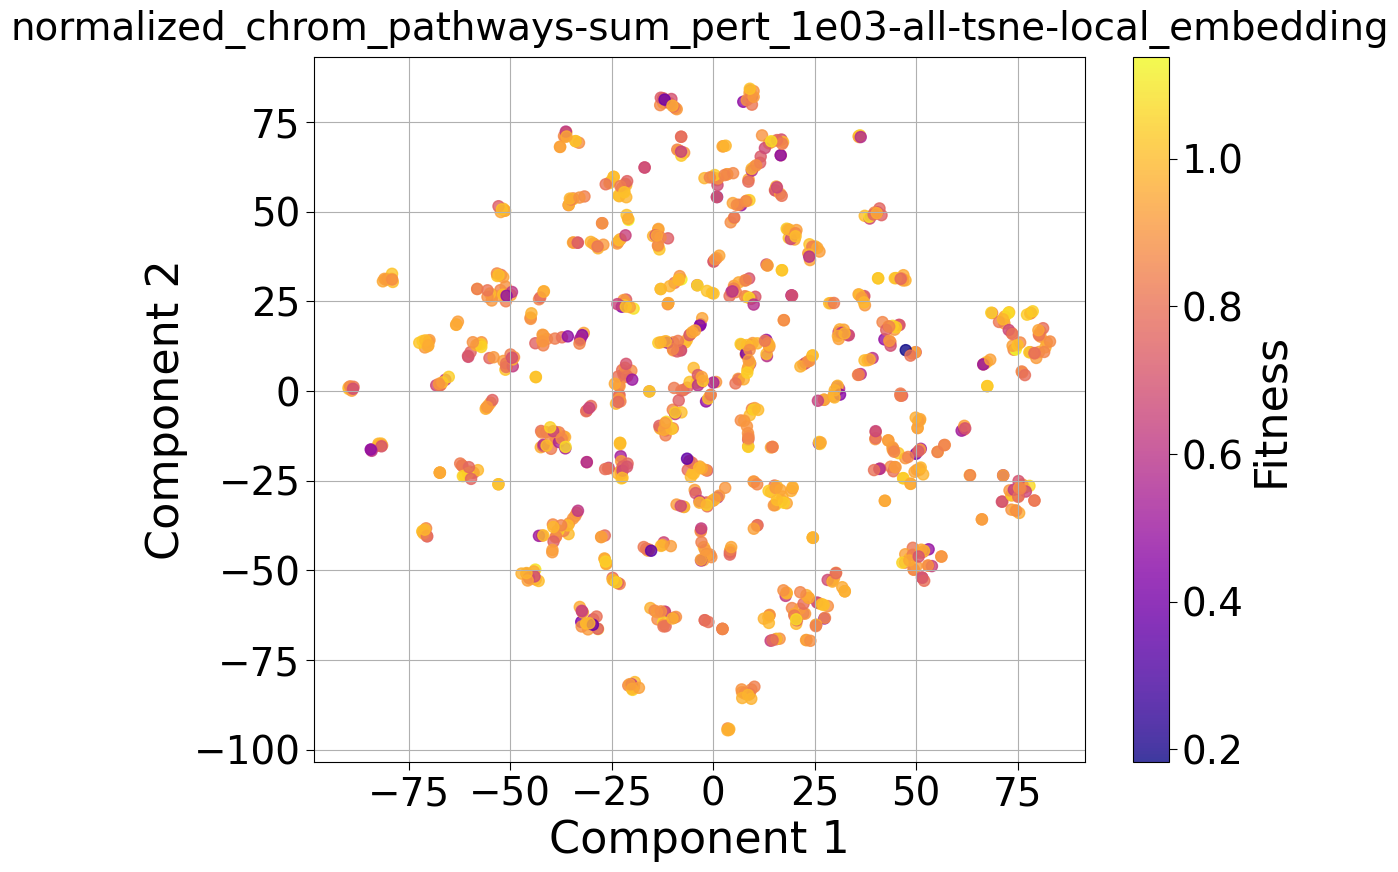 normalized_chrom_pathways-sum_pert_1e03-all-tsne-local_embedding
75
50
25
0
−25
−50
−75
−100
Component 2
−75 −50 −25 0 25 50 75
Component 1
1.0
0.8
0.6
0.4
0.2
Fitness